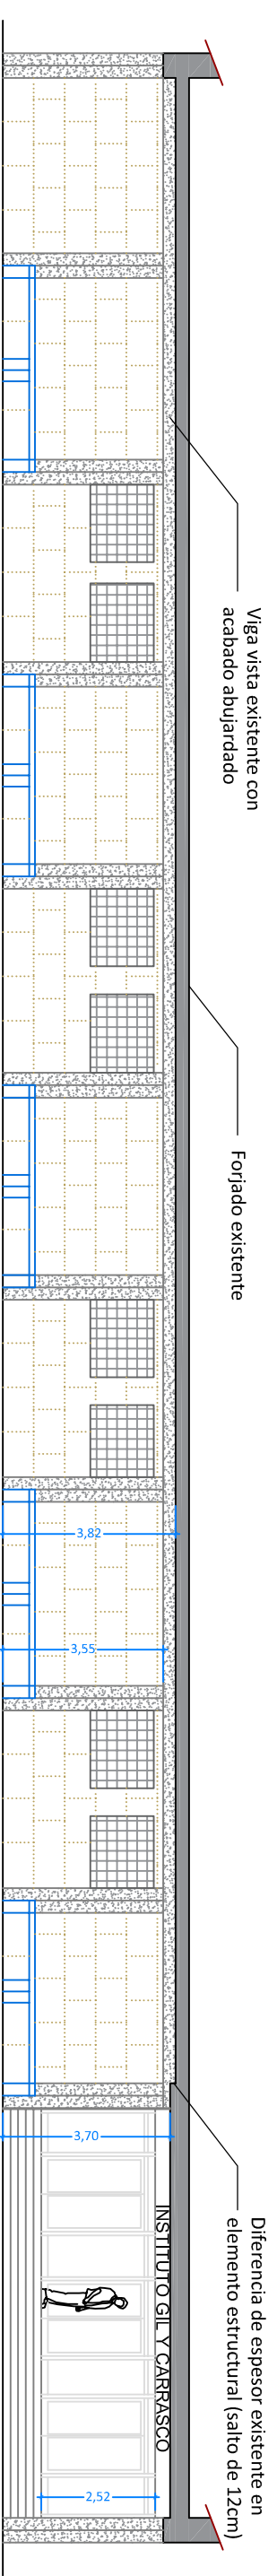 Viga vista existente con
acabado abujardado
Forjado existente
Diferencia de espesor existente en
elemento estructural (salto de 12cm)
3,82
3,55
3,70
INSTITUTO GIL Y CARRASCO
2,52